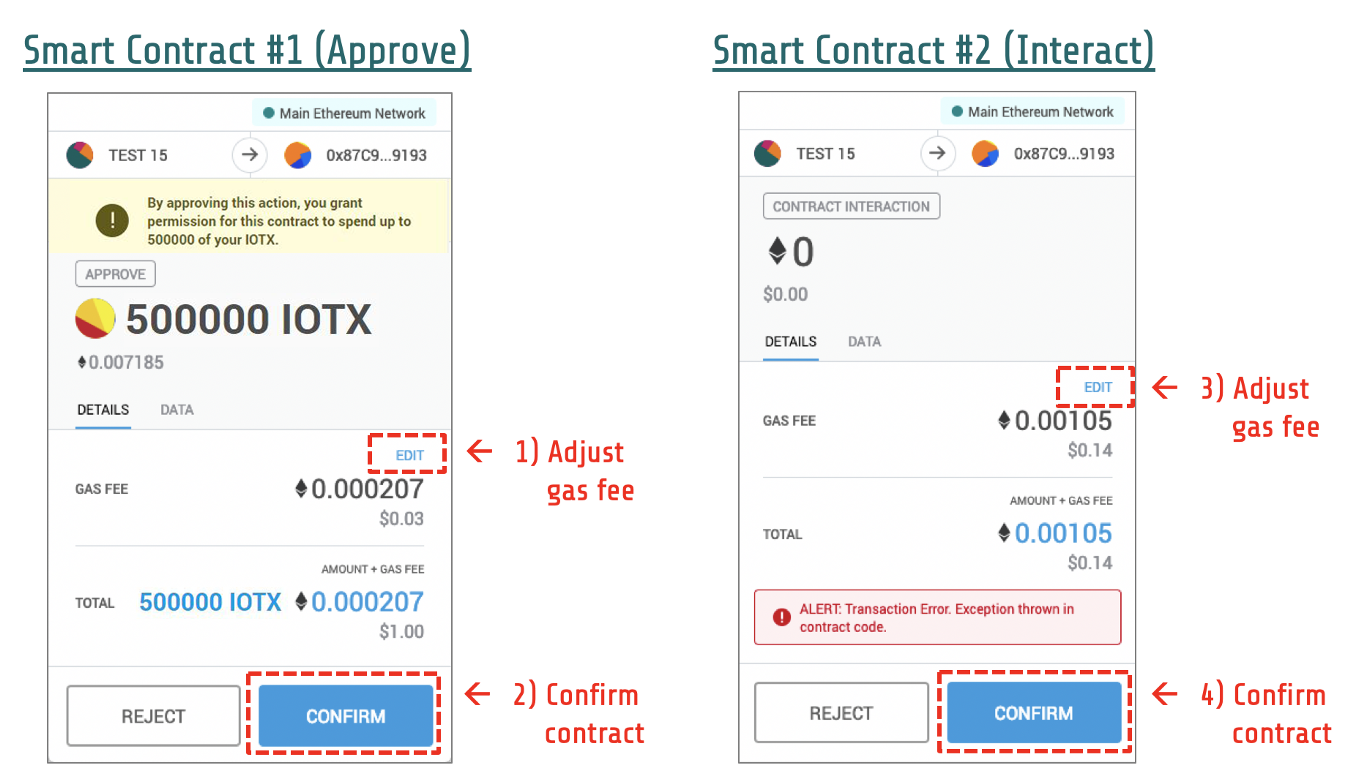 Smart Contract #1 (Approve)
Main Ethereum Network
TEST 15
0x87C9...9193
By approving this action, you grant
permission for this contract to spend up to
500000 of your IOTX.
APPROVE
500000 IOTX
0.007185
DETAILS DATA
EDIT
GAS FEE
0.000207
$0.03
AMOUNT + GAS FEE
TOTAL 500000 IOTX 0.000207
$1.00
REJECT CONFIRM
← 1) Adjust
gas fee
← 2) Confirm
contract
Smart Contract #2 (Interact)
Main Ethereum Network
TEST 15
0x87C9...9193
CONTRACT INTERACTION
0
$0.00
DETAILS DATA
EDIT
GAS FEE
0.00105
$0.14
AMOUNT + GAS FEE
TOTAL 0.00105
$0.14
ALERT: Transaction Error. Exception thrown in
contract code.
REJECT CONFIRM
← 3) Adjust
gas fee
← 4) Confirm
contract